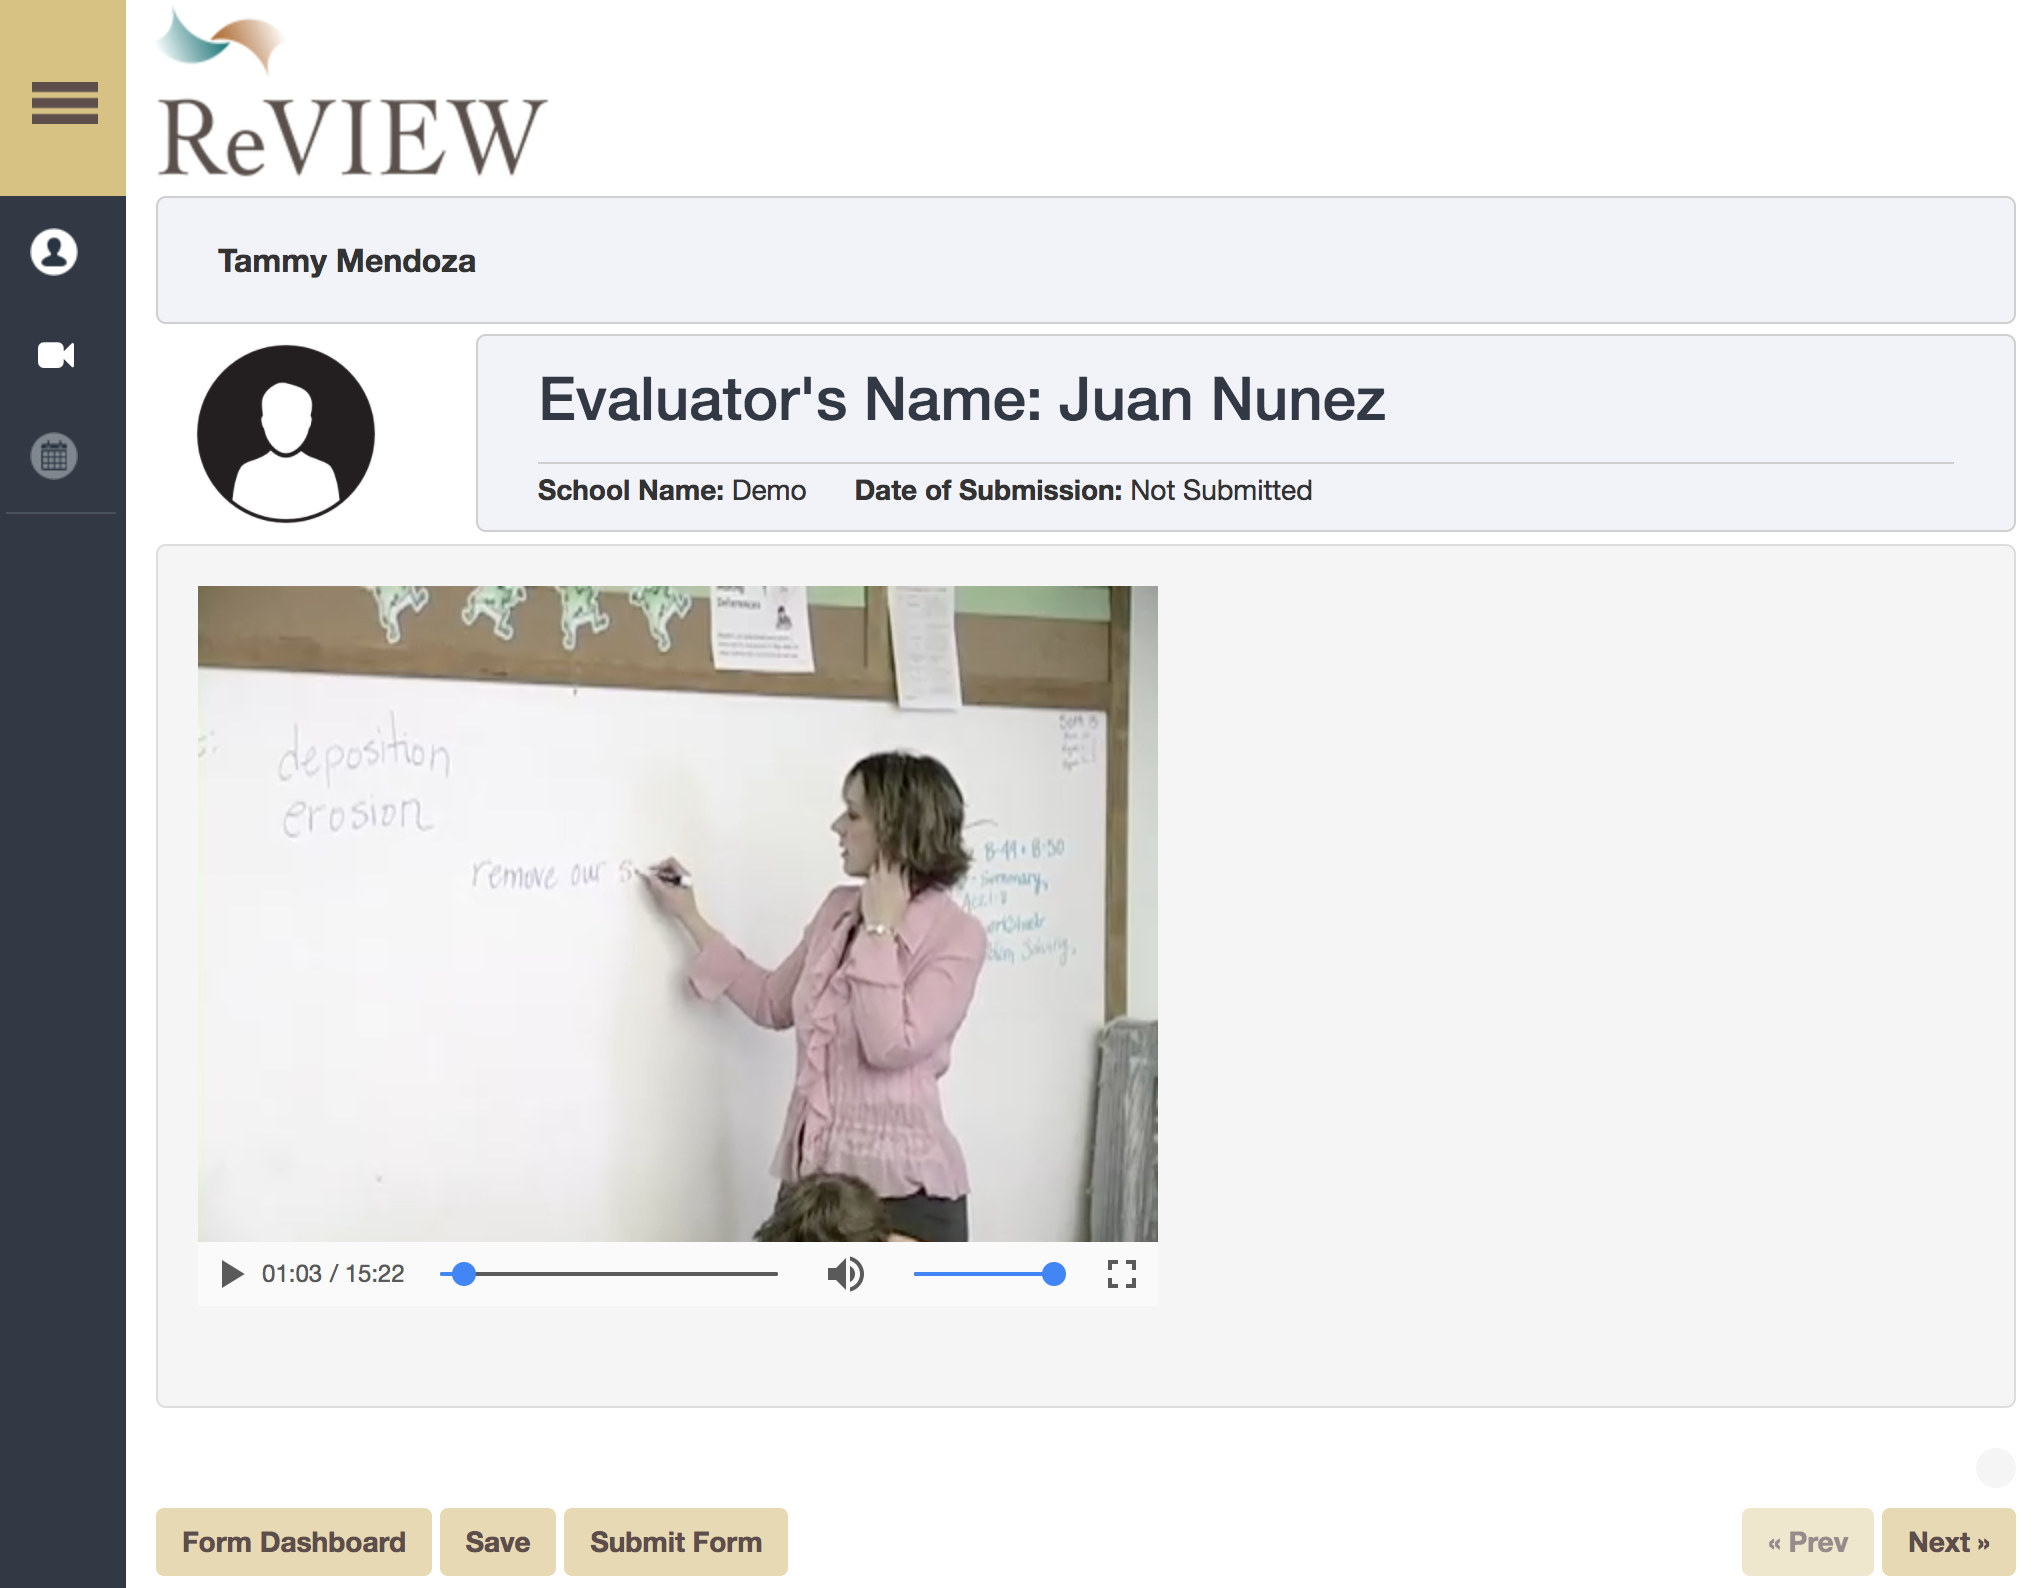 ReVIEW
Tammy Mendoza
Evaluator's Name: Juan Nunez
School Name: Demo Date of Submission: Not Submitted
deposition
erosion
remove our s
B-49 + B-50
Summary,
Solving,
01:03 / 15:22
Form Dashboard Save Submit Form « Prev Next »